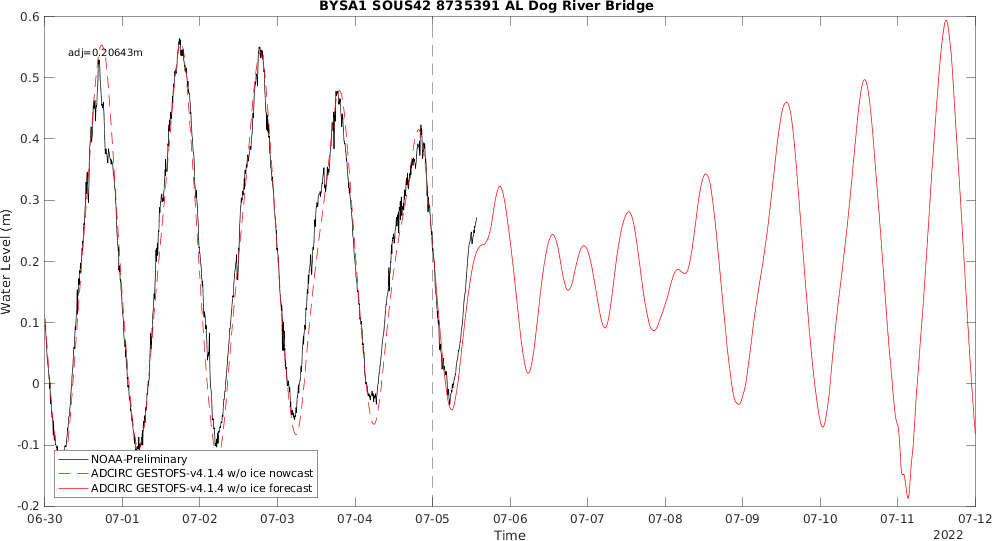 BYSA1 SOUS42 8735391 AL Dog River Bridge
adj=0.20643m
Water Level (m)
0.6
0.5
0.4
0.3
0.2
0.1
0
-0.1
-0.2
NOAA-Preliminary
ADCIRC GESTOFS-v4.1.4 w/o ice nowcast
ADCIRC GESTOFS-v4.1.4 w/o ice forecast
06-30 07-01 07-02 07-03 07-04 07-05 07-06 07-07 07-08 07-09 07-10 07-11 07-12
Time
2022